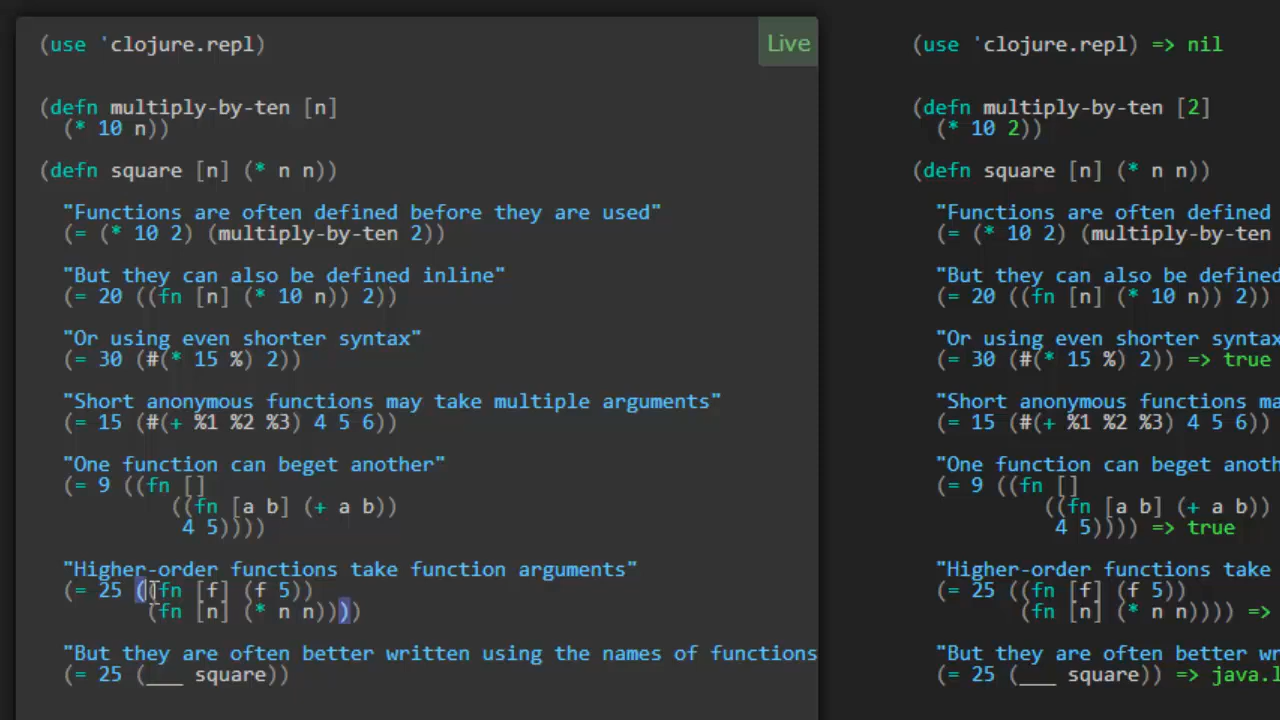 (use 'clojure.repl)
Live
(defn multiply-by-ten [n]
(* 10 n))
(defn square [n] (* n n))
"Functions are often defined before they are used"
(= (* 10 2) (multiply-by-ten 2))
"But they can also be defined inline"
(= 20 ((fn [n] (* 10 n)) 2))
"Or using even shorter syntax"
(= 30 (#(* 15 %) 2))
"Short anonymous functions may take multiple arguments"
(= 15 (#(+ %1 %2 %3) 4 5 6))
"One function can beget another"
(= 9 ((fn []
((fn [a b] (+ a b))
4 5))))
"Higher-order functions take function arguments"
(= 25 ((fn [f] (f 5))
(fn [n] (* n n))))
"But they are often better written using the names of functions
(= 25 (___ square))
(use 'clojure.repl) => nil
(defn multiply-by-ten [2]
(* 10 2))
(defn square [n] (* n n))
"Functions are often defined
(= (* 10 2) (multiply-by-ten
"But they can also be defined
(= 20 ((fn [n] (* 10 n)) 2))
"Or using even shorter syntax
(= 30 (#(* 15 %) 2)) => true
"Short anonymous functions ma
(= 15 (#(+ %1 %2 %3) 4 5 6))
"One function can beget anoth
(= 9 ((fn []
((fn [a b] (+ a b))
4 5)))) => true
"Higher-order functions take
(= 25 ((fn [f] (f 5))
(fn [n] (* n n)))) =>
"But they are often better wr
(= 25 (___ square)) => java.l